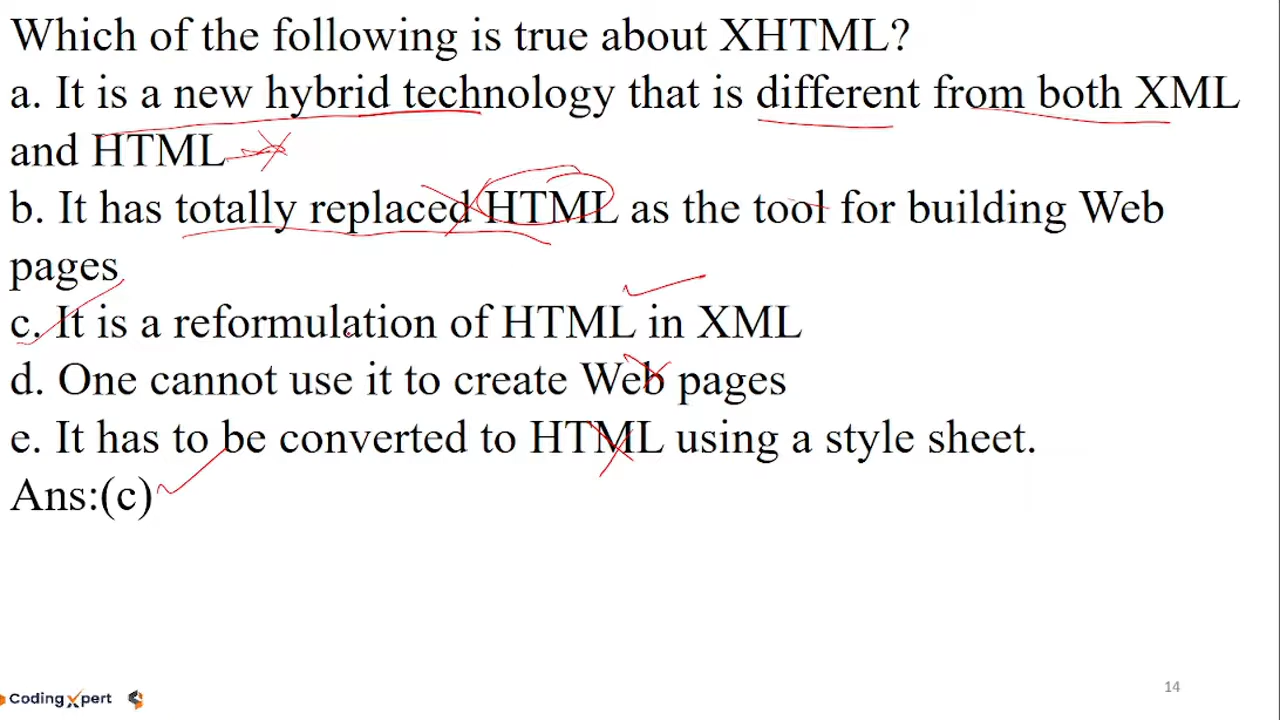 Which of the following is true about XHTML?
a. It is a new hybrid technology that is different from both XML
and HTML
b. It has totally replaced HTML as the tool for building Web
pages
c. It is a reformulation of HTML in XML
d. One cannot use it to create Web pages
e. It has to be converted to HTML using a style sheet.
Ans:(c)
14
Coding Xpert